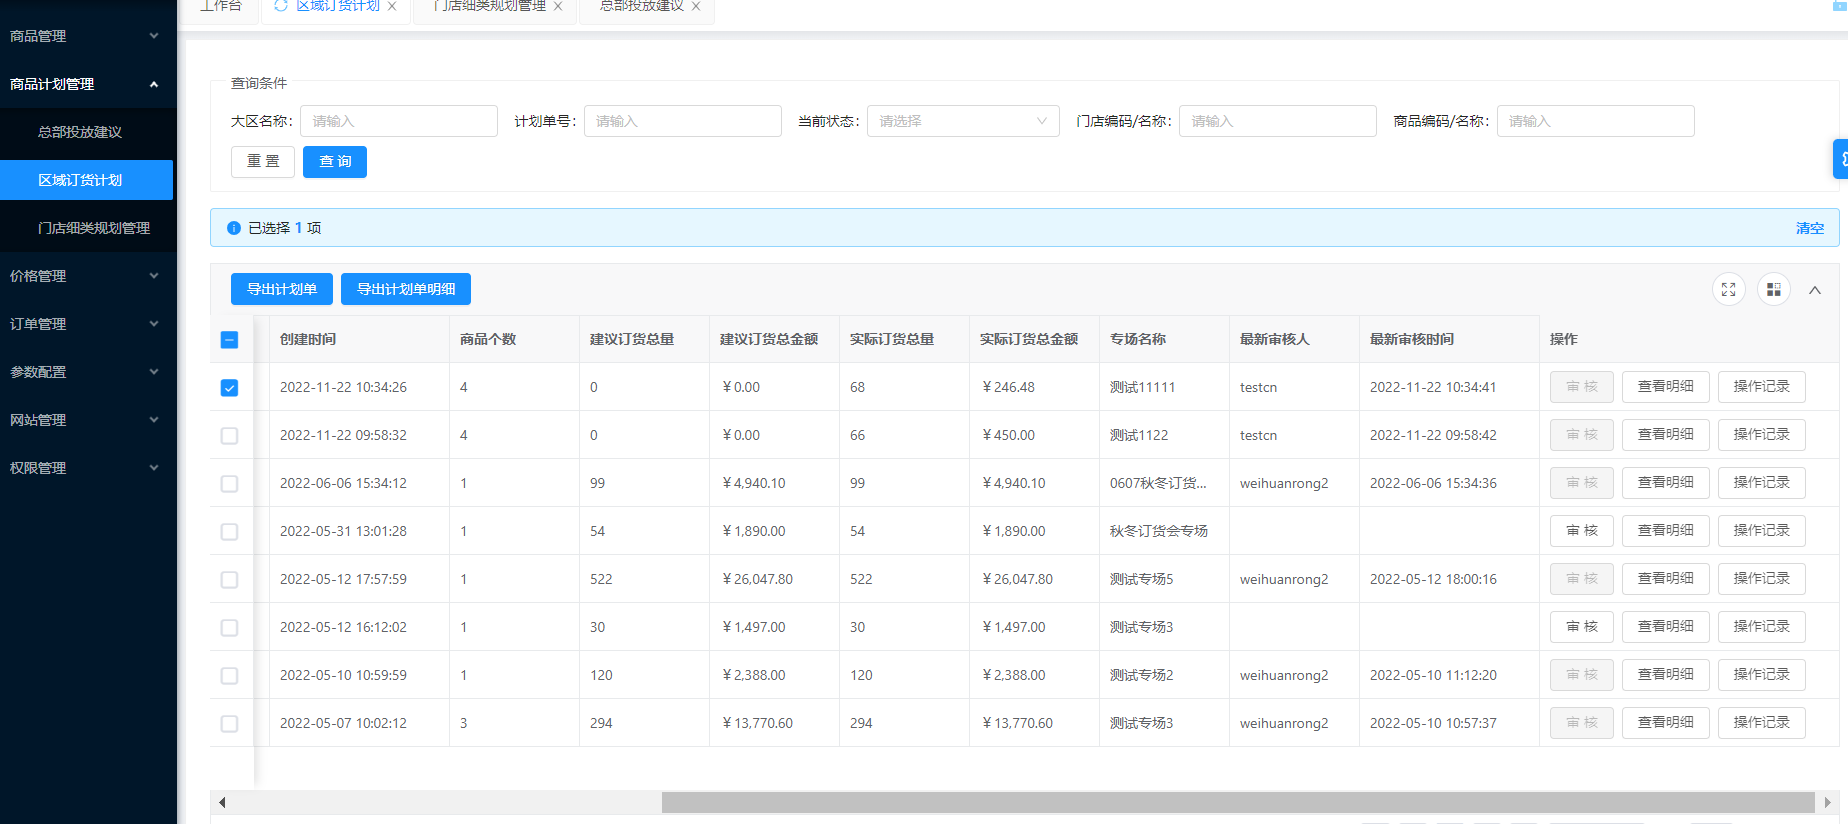 工作台 区域订货计划 门店细类规划管理 总部投放建议
商品管理
商品计划管理
总部投放建议
区域订货计划
门店细类规划管理
价格管理
订单管理
参数配置
网站管理
权限管理
查询条件
大区名称: 请输入 计划单号: 请输入 当前状态: 请选择 门店编码/名称: 请输入 商品编码/名称: 请输入
重 置 查 询
已选择 1 项 清空
导出计划单 导出计划单明细
创建时间 商品个数 建议订货总量 建议订货总金额 实际订货总量 实际订货总金额 专场名称 最新审核人 最新审核时间 操作
2022-11-22 10:34:26 4 0 ￥0.00 68 ￥246.48 测试11111 testcn 2022-11-22 10:34:41 审 核 查看明细 操作记录
2022-11-22 09:58:32 4 0 ￥0.00 66 ￥450.00 测试1122 testcn 2022-11-22 09:58:42 审 核 查看明细 操作记录
2022-06-06 15:34:12 1 99 ￥4,940.10 99 ￥4,940.10 0607秋冬订货... weihuanrong2 2022-06-06 15:34:36 审 核 查看明细 操作记录
2022-05-31 13:01:28 1 54 ￥1,890.00 54 ￥1,890.00 秋冬订货会专场 审 核 查看明细 操作记录
2022-05-12 17:57:59 1 522 ￥26,047.80 522 ￥26,047.80 测试专场5 weihuanrong2 2022-05-12 18:00:16 审 核 查看明细 操作记录
2022-05-12 16:12:02 1 30 ￥1,497.00 30 ￥1,497.00 测试专场3 审 核 查看明细 操作记录
2022-05-10 10:59:59 1 120 ￥2,388.00 120 ￥2,388.00 测试专场2 weihuanrong2 2022-05-10 11:12:20 审 核 查看明细 操作记录
2022-05-07 10:02:12 3 294 ￥13,770.60 294 ￥13,770.60 测试专场3 weihuanrong2 2022-05-10 10:57:37 审 核 查看明细 操作记录